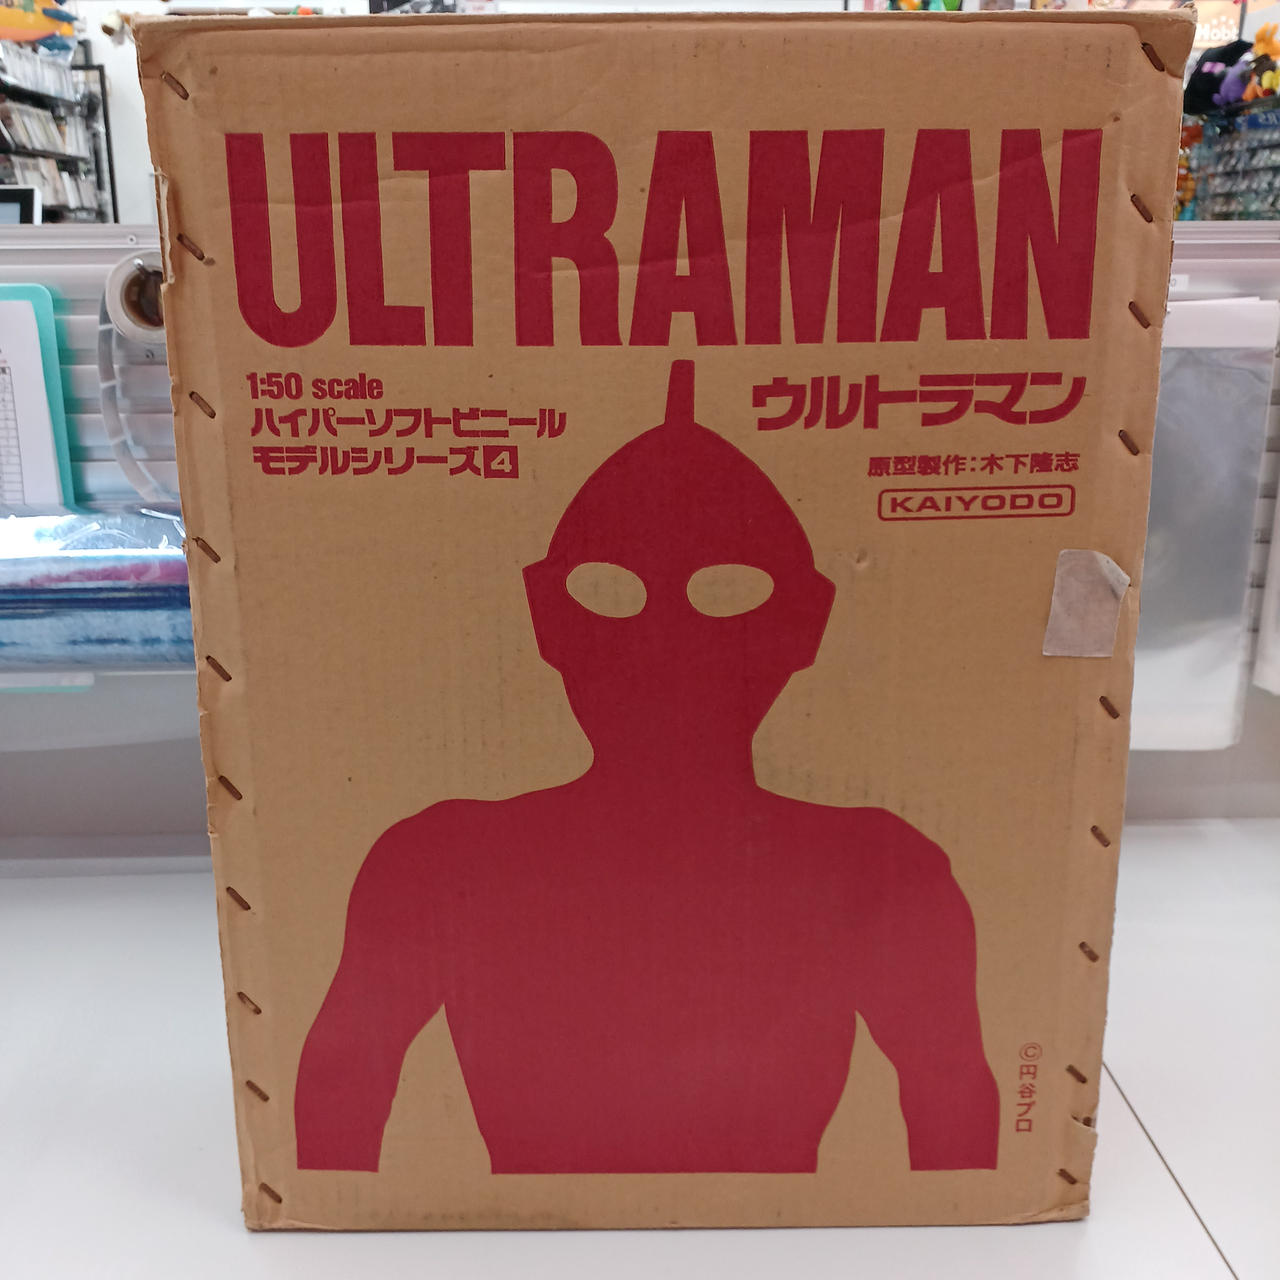 ULTRAMAN
1:50 scale
ハイパーソフトビニール
モデルシリーズ4
ウルトラマン
原型製作:木下隆志
KAIYODO
©円谷プロ